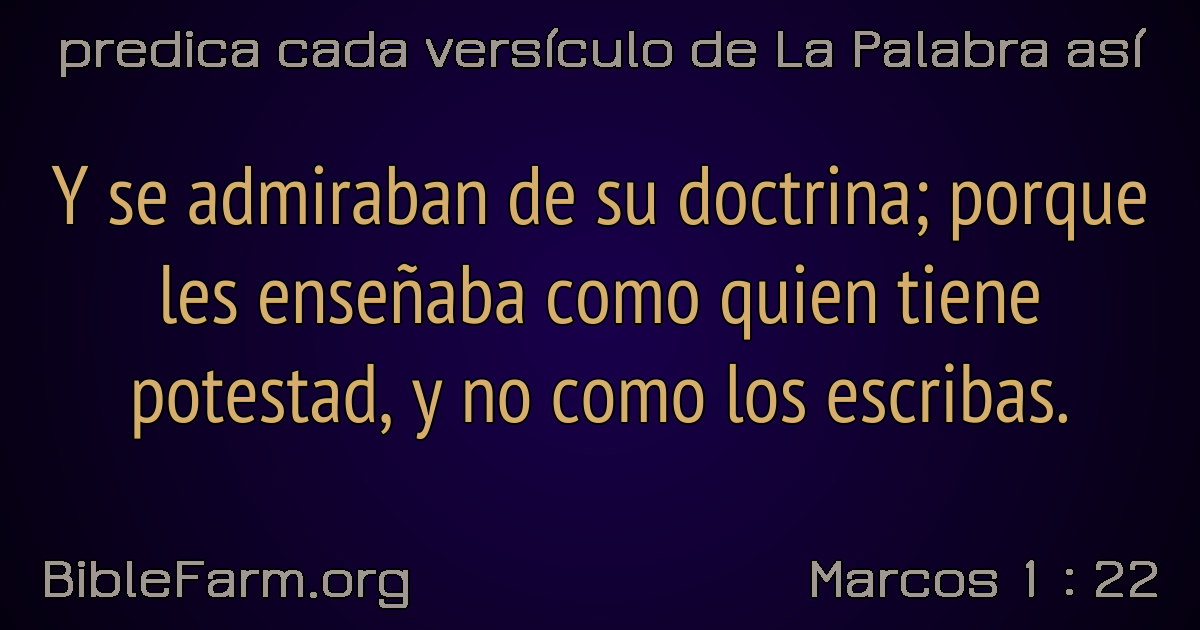 predica cada versículo de La Palabra así
Y se admiraban de su doctrina; porque
les enseñaba como quien tiene
potestad, y no como los escribas.
BibleFarm.org
Marcos 1 : 22